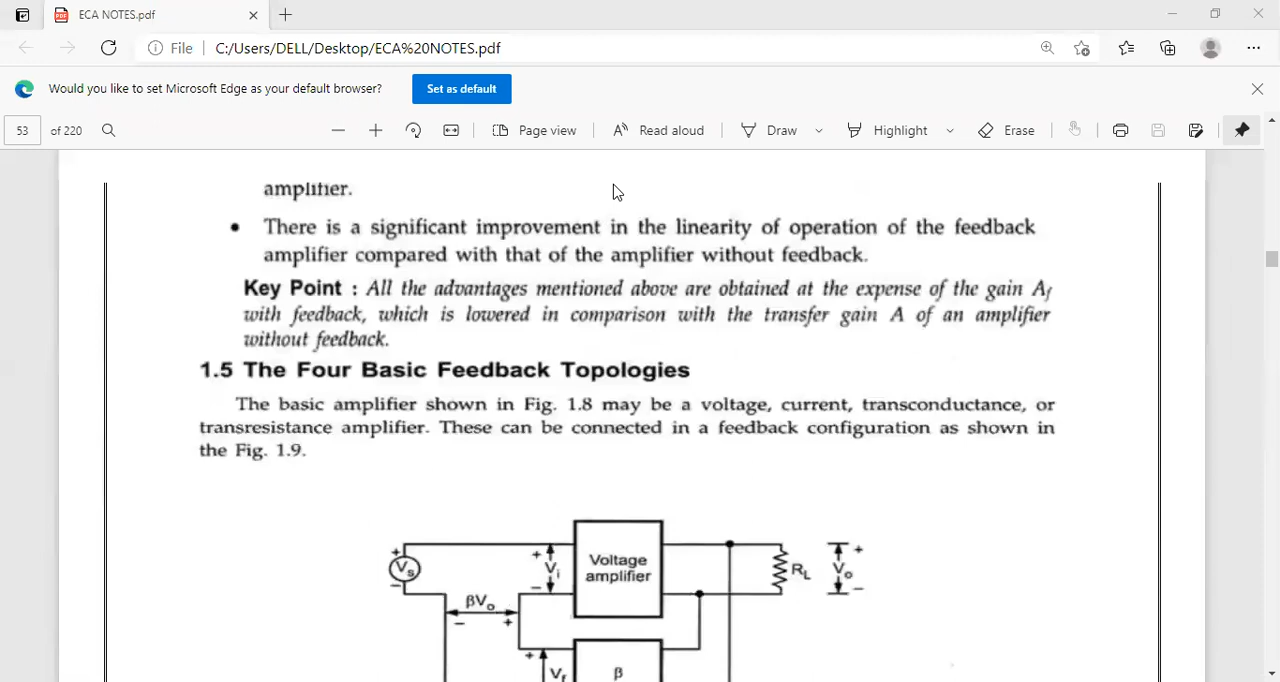 ECA NOTES.pdf
File
C:/Users/DELL/Desktop/ECA%20NOTES.pdf
Would you like to set Microsoft Edge as your default browser?
Set as default
53
of 220
Page view
Read aloud
Draw
Highlight
Erase
amplifier.
• There is a significant improvement in the linearity of operation of the feedback
amplifier compared with that of the amplifier without feedback.
Key Point : All the advantages mentioned above are obtained at the expense of the gain Af
with feedback, which is lowered in comparison with the transfer gain A of an amplifier
without feedback.
1.5 The Four Basic Feedback Topologies
The basic amplifier shown in Fig. 1.8 may be a voltage, current, transconductance, or
transresistance amplifier. These can be connected in a feedback configuration as shown in
the Fig. 1.9.
+
Vs
−
+
Vi
−
Voltage
amplifier
RL
+
Vo
−
βVo
−
+
+
Vf
β